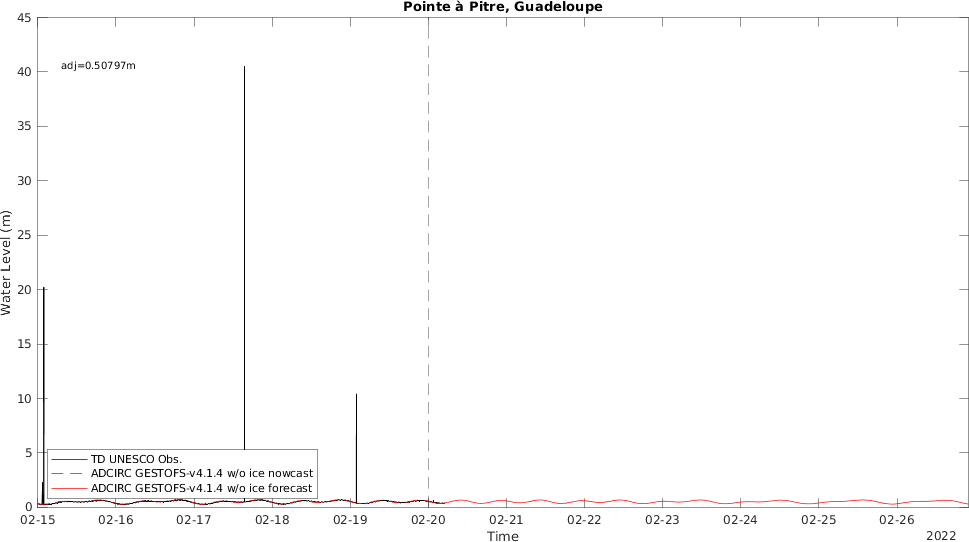 Pointe à Pitre, Guadeloupe
45
40
35
30
25
20
15
10
5
0
Water Level (m)
adj=0.50797m
TD UNESCO Obs.
ADCIRC GESTOFS-v4.1.4 w/o ice nowcast
ADCIRC GESTOFS-v4.1.4 w/o ice forecast
02-15 02-16 02-17 02-18 02-19 02-20 02-21 02-22 02-23 02-24 02-25 02-26
Time
2022